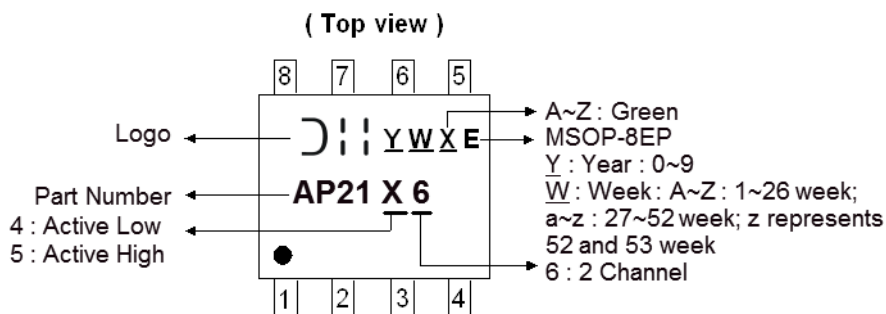 ( Top view )
8 7 6 5
Logo
Y W X E
A~Z : Green
MSOP-8EP
Y : Year : 0~9
W : Week : A~Z : 1~26 week;
a~z : 27~52 week; z represents
52 and 53 week
6 : 2 Channel
Part Number
AP21 X 6
4 : Active Low
5 : Active High
1 2 3 4